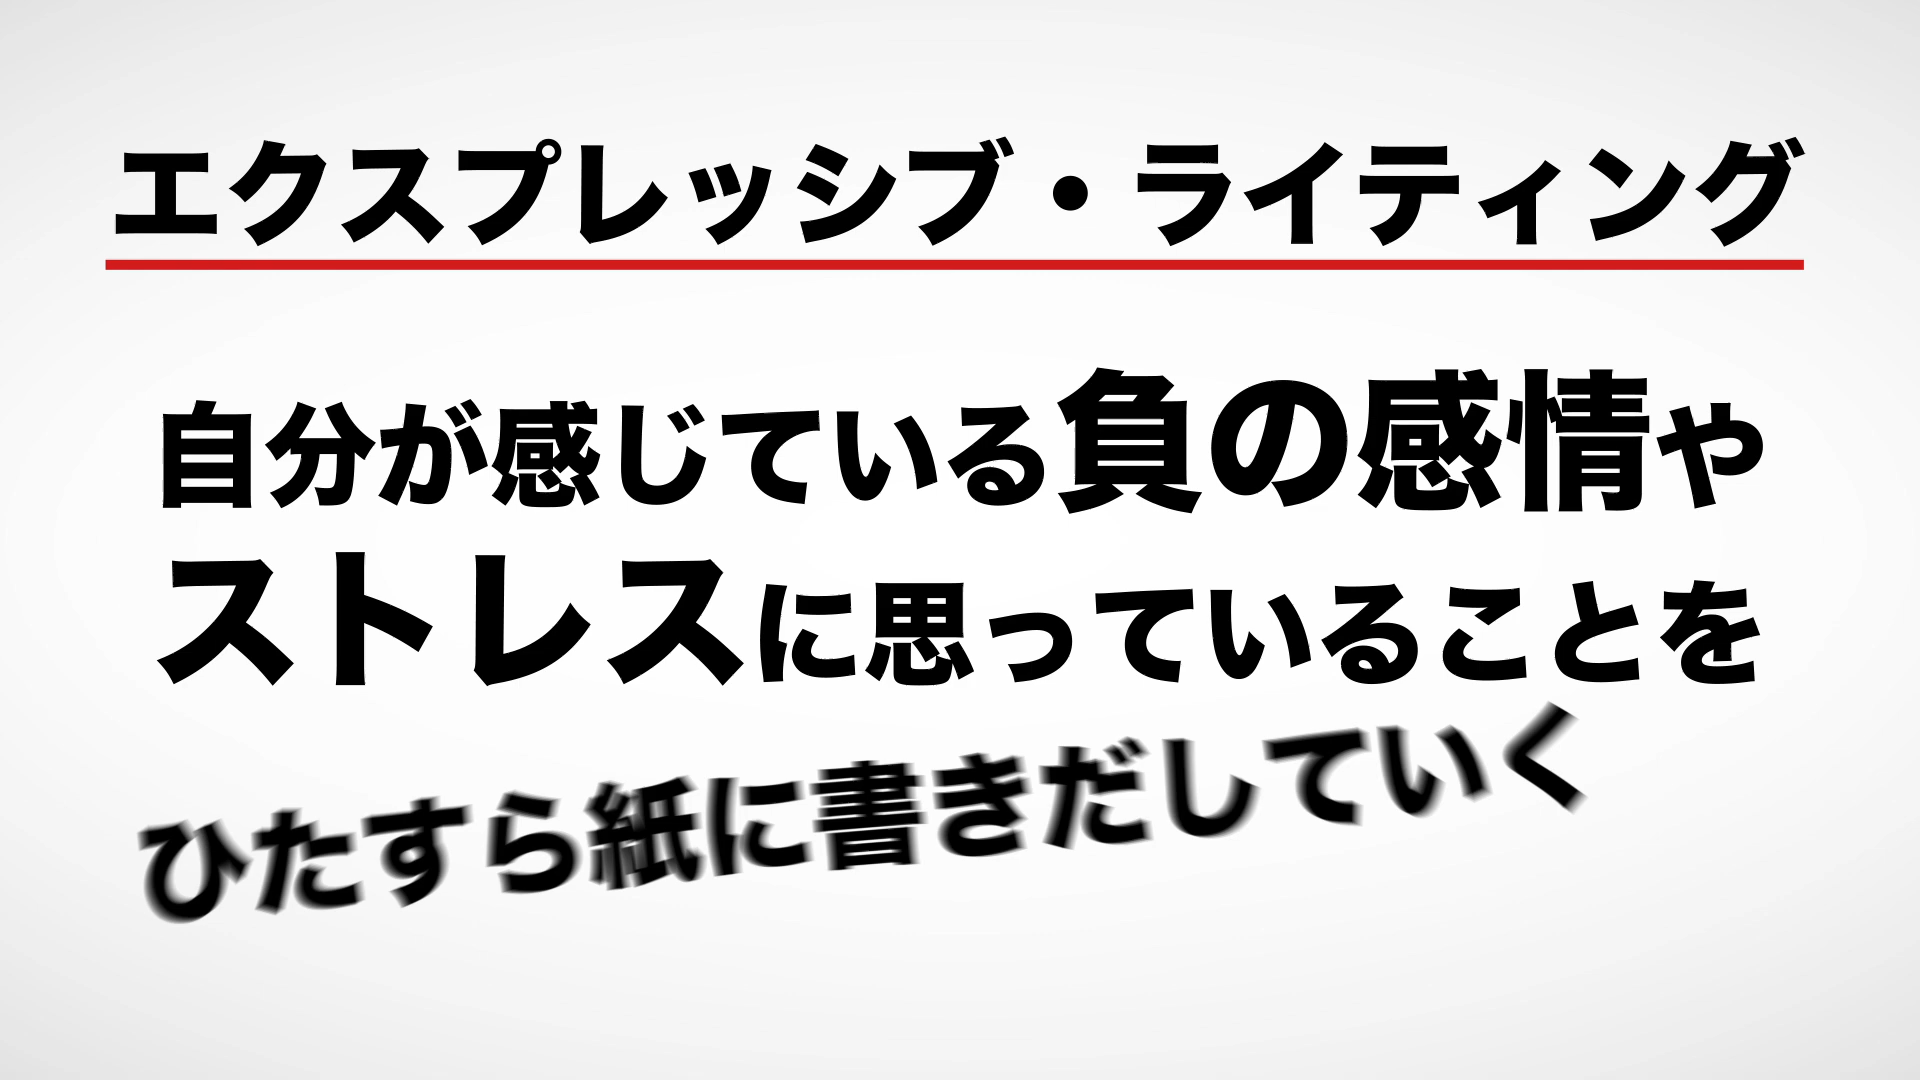 エクスプレッシブ・ライティング
自分が感じている負の感情や
ストレスに思っていることを
ひたすら紙に書きだしていく